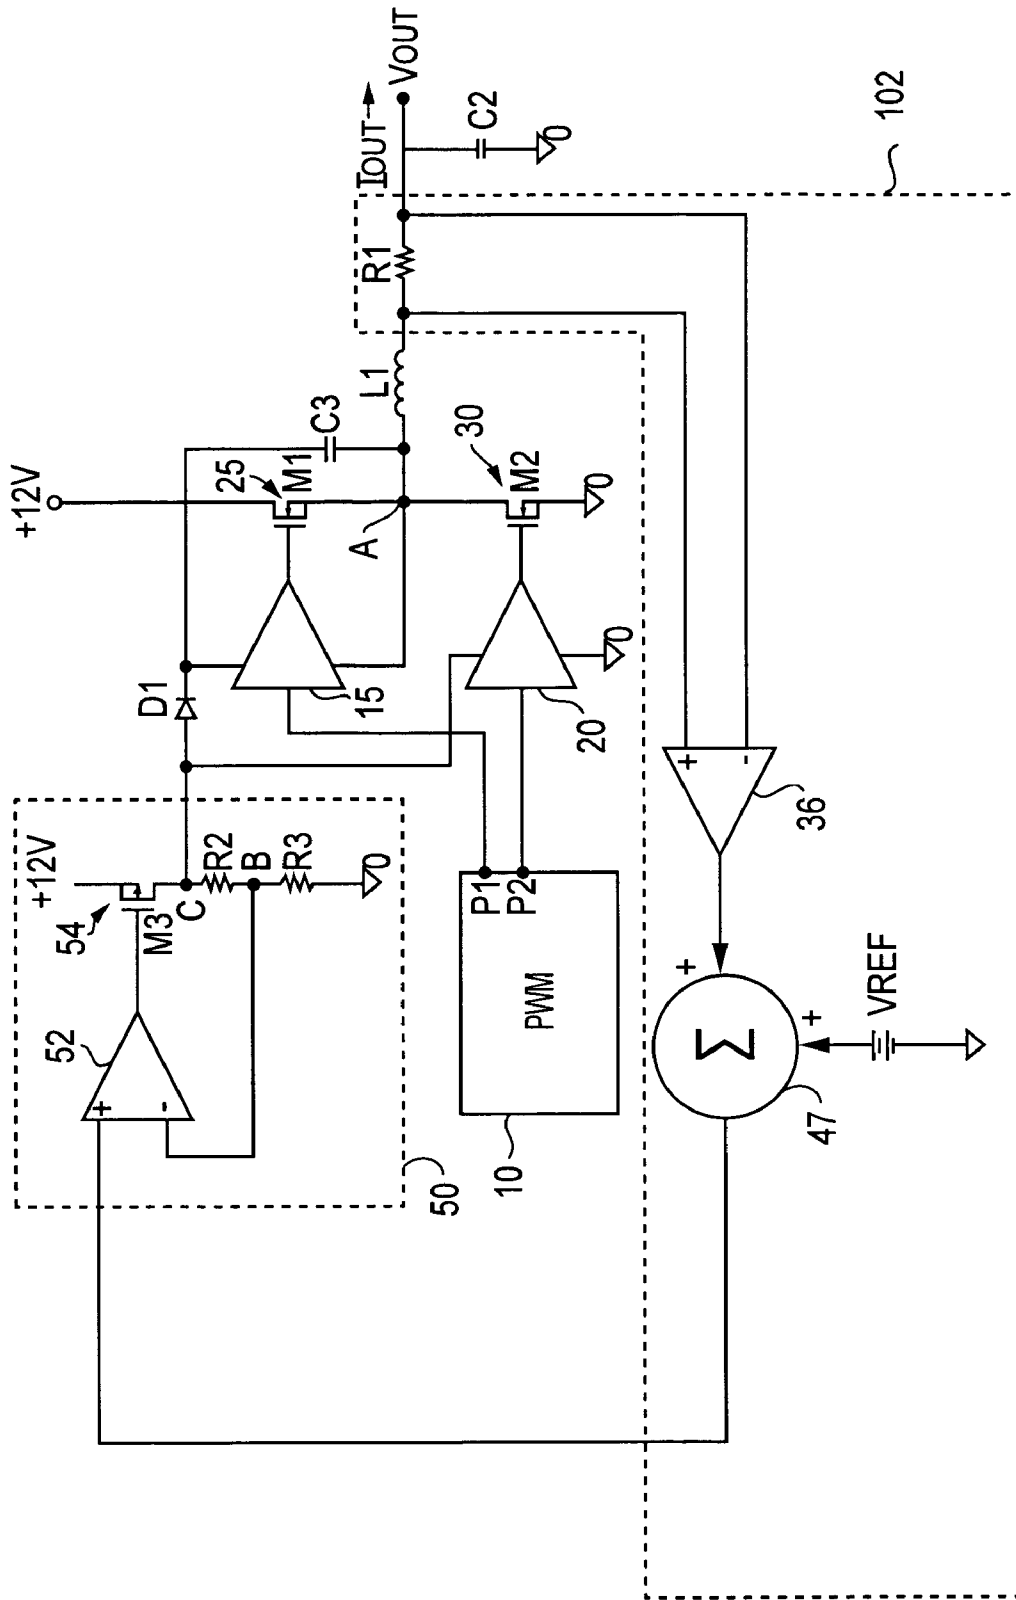 +12V
54
52
+
-
M3
C
R2
B
R3
0
50
D1
+12V
25
M1
C3
15
A
L1
R1
IOUT
VOUT
C2
0
30
M2
0
20
0
P1
P2
PWM
10
102
+
-
36
+
Σ
+
VREF
47